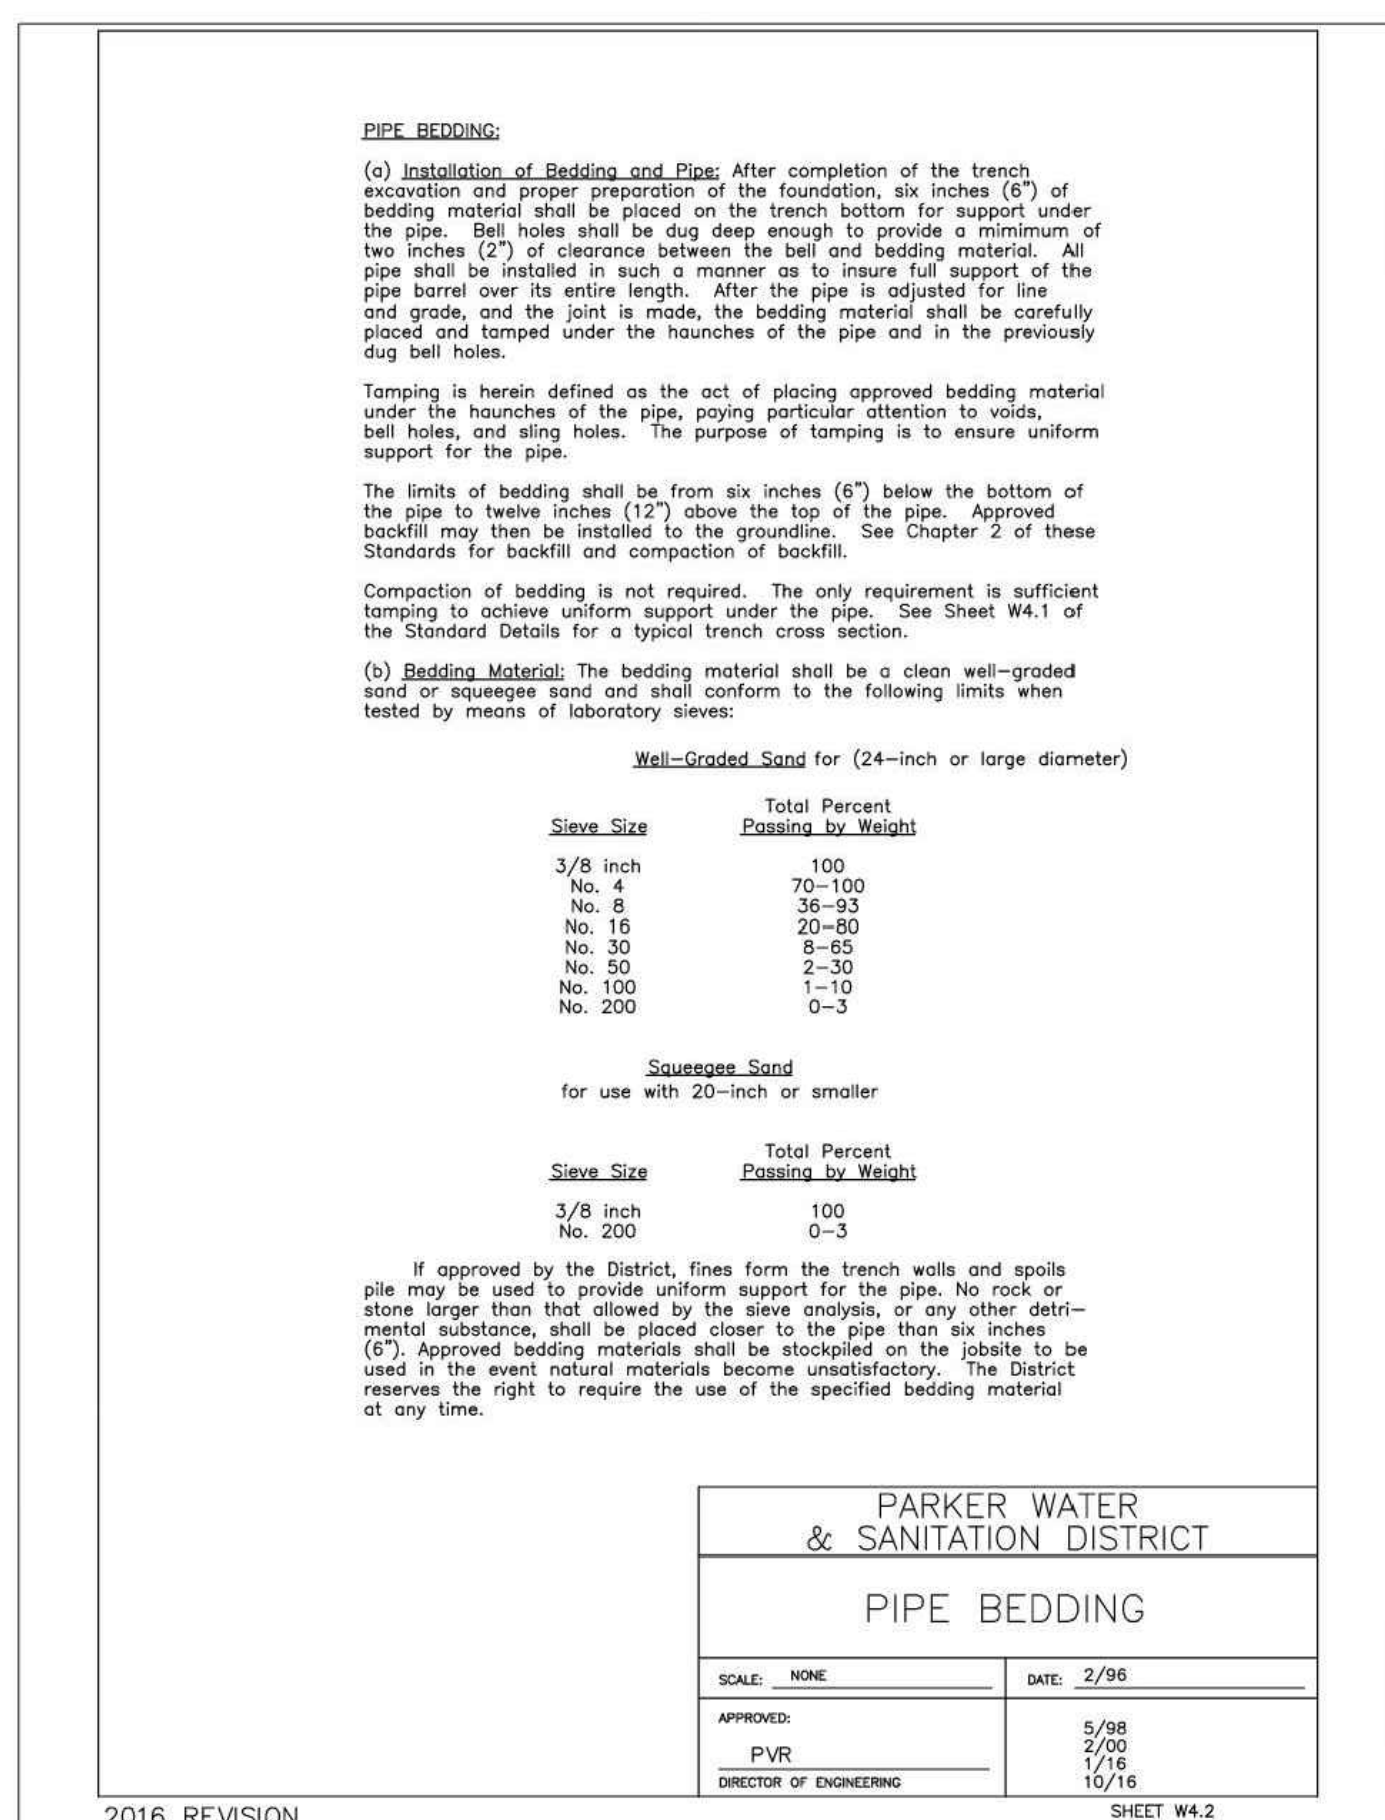 PIPE BEDDING:
(a) Installation of Bedding and Pipe: After completion of the trench
excavation and proper preparation of the foundation, six inches (6") of
bedding material shall be placed on the trench bottom for support under
the pipe. Bell holes shall be dug deep enough to provide a mimimum of
two inches (2") of clearance between the bell and bedding material. All
pipe shall be installed in such a manner as to insure full support of the
pipe barrel over its entire length. After the pipe is adjusted for line
and grade, and the joint is made, the bedding material shall be carefully
placed and tamped under the haunches of the pipe and in the previously
dug bell holes.
Tamping is herein defined as the act of placing approved bedding material
under the haunches of the pipe, paying particular attention to voids,
bell holes, and sling holes. The purpose of tamping is to ensure uniform
support for the pipe.
The limits of bedding shall be from six inches (6") below the bottom of
the pipe to twelve inches (12") above the top of the pipe. Approved
backfill may then be installed to the groundline. See Chapter 2 of these
Standards for backfill and compaction of backfill.
Compaction of bedding is not required. The only requirement is sufficient
tamping to achieve uniform support under the pipe. See Sheet W4.1 of
the Standard Details for a typical trench cross section.
(b) Bedding Material: The bedding material shall be a clean well-graded
sand or squeegee sand and shall conform to the following limits when
tested by means of laboratory sieves:
Well-Graded Sand for (24-inch or large diameter)
Total Percent
Sieve Size Passing by Weight
3/8 inch 100
No. 4 70-100
No. 8 36-93
No. 16 20-80
No. 30 8-65
No. 50 2-30
No. 100 1-10
No. 200 0-3
Squeegee Sand
for use with 20-inch or smaller
Total Percent
Sieve Size Passing by Weight
3/8 inch 100
No. 200 0-3
If approved by the District, fines form the trench walls and spoils
pile may be used to provide uniform support for the pipe. No rock or
stone larger than that allowed by the sieve analysis, or any other detri-
mental substance, shall be placed closer to the pipe than six inches
(6"). Approved bedding materials shall be stockpiled on the jobsite to be
used in the event natural materials become unsatisfactory. The District
reserves the right to require the use of the specified bedding material
at any time.
PARKER WATER
& SANITATION DISTRICT
PIPE BEDDING
SCALE: NONE DATE: 2/96
APPROVED:
PVR
DIRECTOR OF ENGINEERING
5/98
2/00
1/16
10/16
2016 REVISION
SHEET W4.2